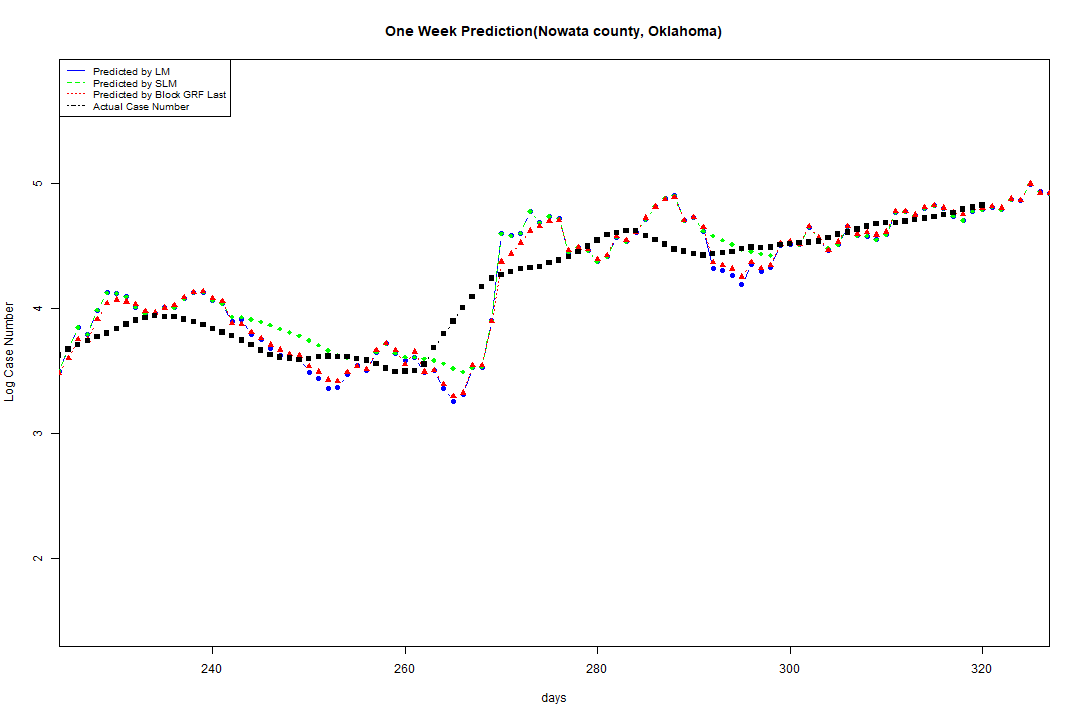 One Week Prediction(Nowata county, Oklahoma)
Predicted by LM
Predicted by SLM
Predicted by Block GRF Last
Actual Case Number
5
4
3
2
Log Case Number
240 260 280 300 320
days